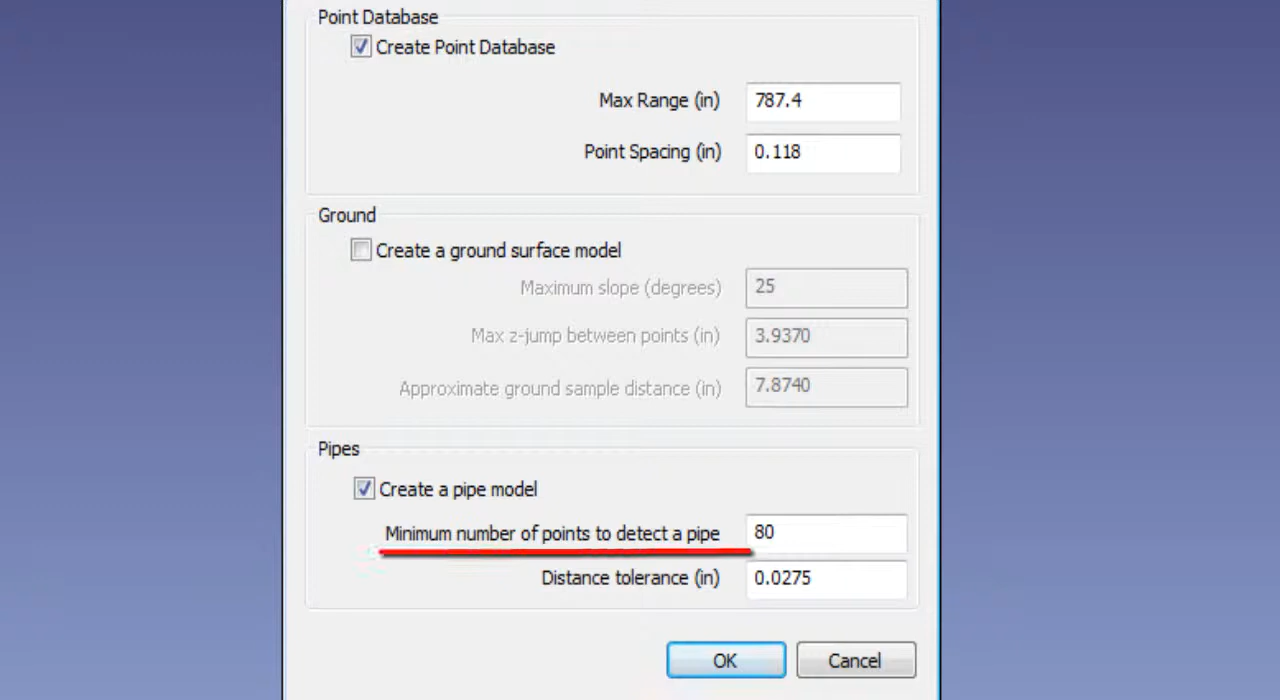 Point Database
Create Point Database
Max Range (in) 787.4
Point Spacing (in) 0.118
Ground
Create a ground surface model
Maximum slope (degrees) 25
Max z-jump between points (in) 3.9370
Approximate ground sample distance (in) 7.8740
Pipes
Create a pipe model
Minimum number of points to detect a pipe 80
Distance tolerance (in) 0.0275
OK Cancel